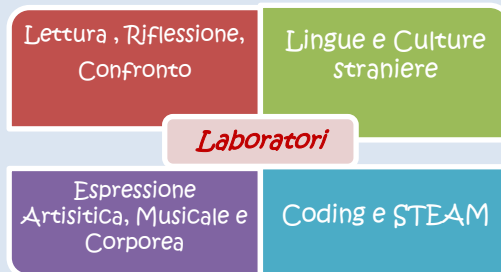 Lettura , Riflessione,
Confronto
Lingue e Culture
straniere
Laboratori
Espressione
Artisitica, Musicale e
Corporea
Coding e STEAM